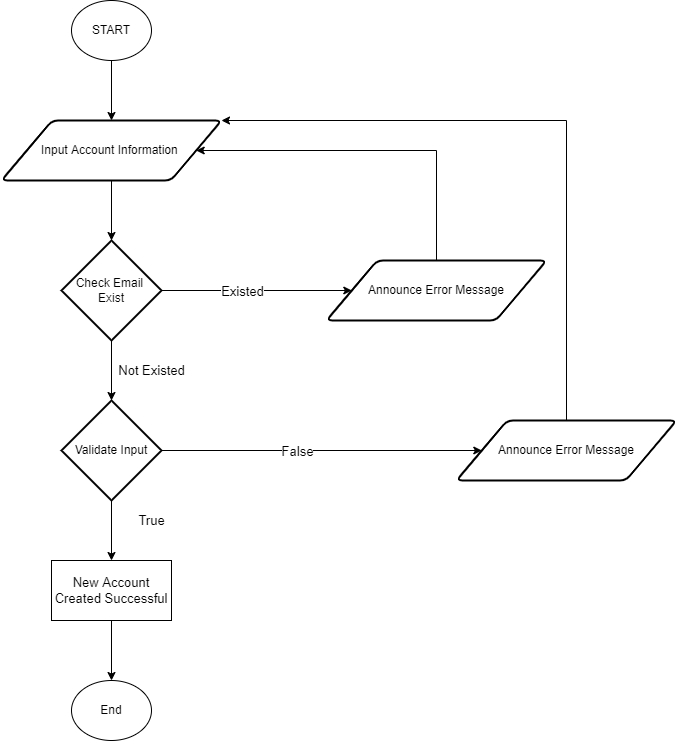 START
Input Account Information
Check Email
Exist
Existed
Announce Error Message
Not Existed
Validate Input
False
Announce Error Message
True
New Account
Created Successful
End